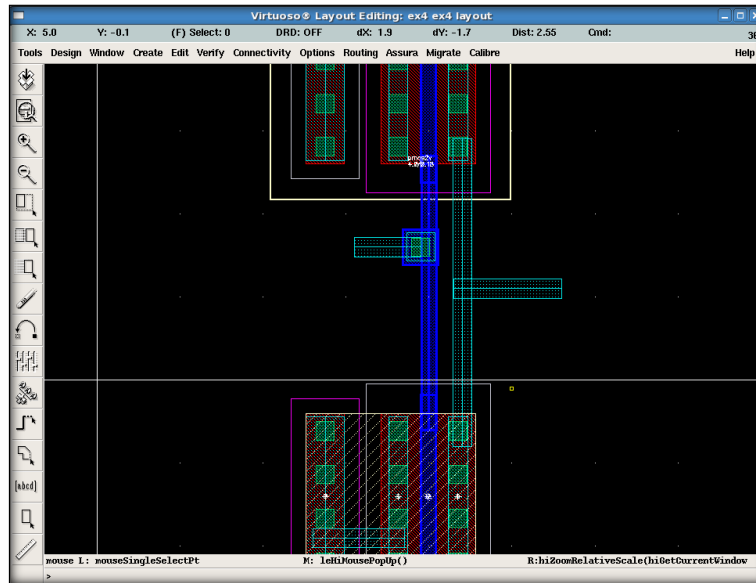 Virtuoso® Layout Editing: ex4 ex4 layout
X: 5.0 Y: -0.1 (F) Select: 0 DRD: OFF dX: 1.9 dY: -1.7 Dist: 2.55 Cmd:
Tools Design Window Create Edit Verify Connectivity Options Routing Assura Migrate Calibre Help
pmos2v
[abcd]
mouse L: mouseSingleSelectPt M: leHiMousePopUp() R:hiZoomRelativeScale(hiGetCurrentWindow
>